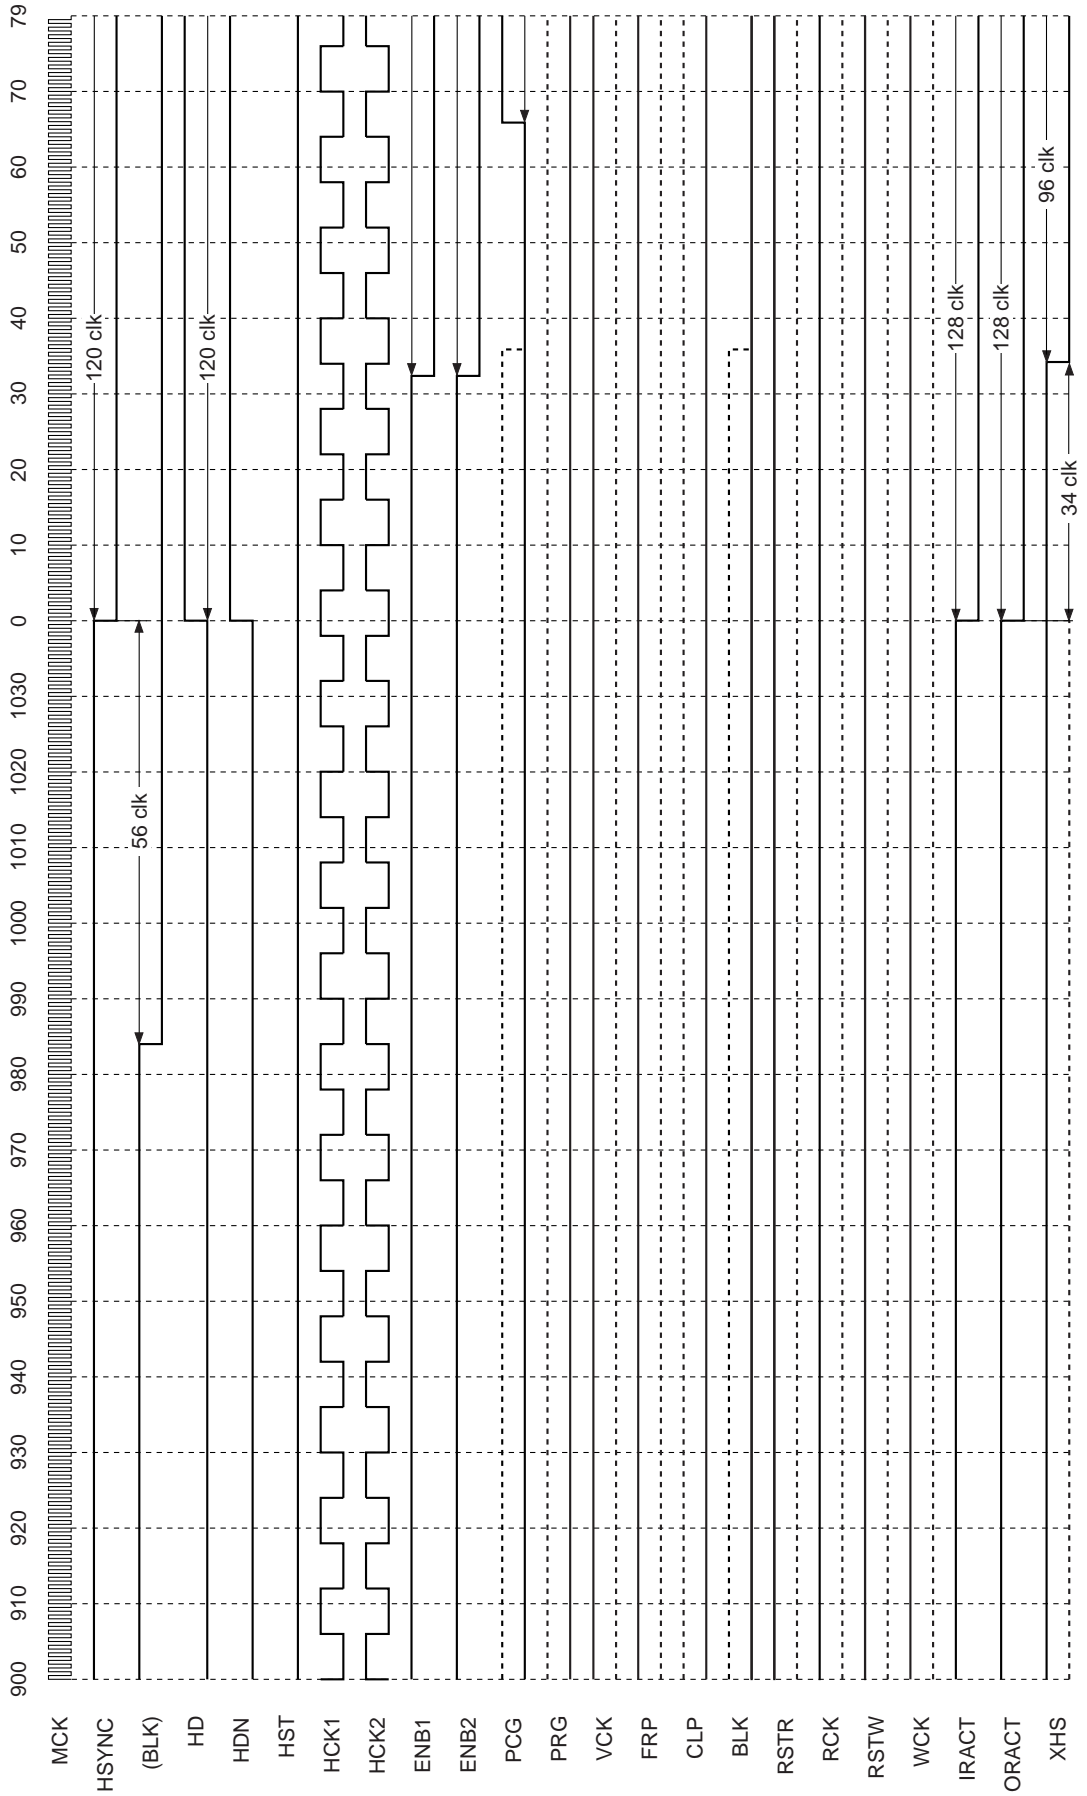 900 910 920 930 940 950 960 970 980 990 1000 1010 1020 1030 0 10 20 30 40 50 60 70 79
MCK
HSYNC 120 clk
(BLK) 56 clk
HD 120 clk
HDN
HST
HCK1
HCK2
ENB1
ENB2
PCG
PRG
VCK
FRP
CLP
BLK
RSTR
RCK
RSTW
WCK
IRACT 128 clk
ORACT 128 clk
XHS 96 clk
34 clk